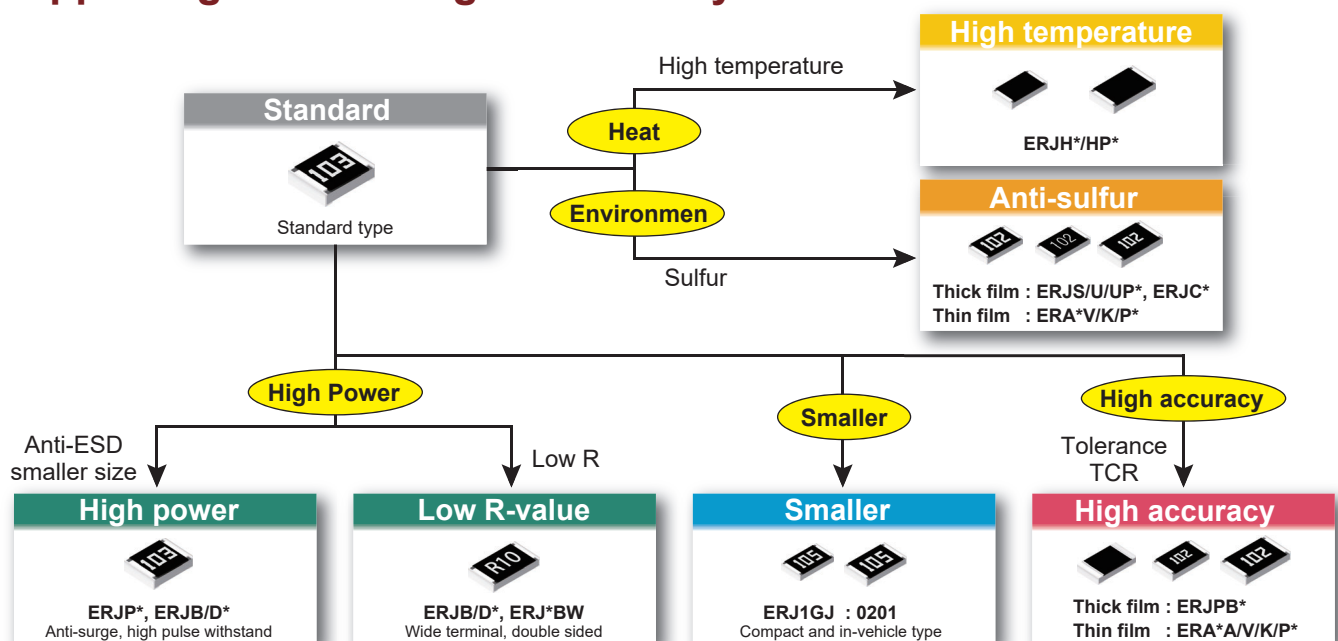 High temperature
High temperature
Standard
Heat
103
ERJH*/HP*
Environmen
Anti-sulfur
Standard type
102 102 102
Sulfur
Thick film : ERJS/U/UP*, ERJC*
Thin film : ERA*V/K/P*
High Power
Smaller
High accuracy
Anti-ESD
smaller size
Low R
Tolerance
TCR
High power
103
ERJP*, ERJB/D*
Anti-surge, high pulse withstand
Low R-value
R10
ERJB/D*, ERJ*BW
Wide terminal, double sided
Smaller
105 105
ERJ1GJ : 0201
Compact and in-vehicle type
High accuracy
102 102
Thick film : ERJPB*
Thin film : ERA*A/V/K/P*